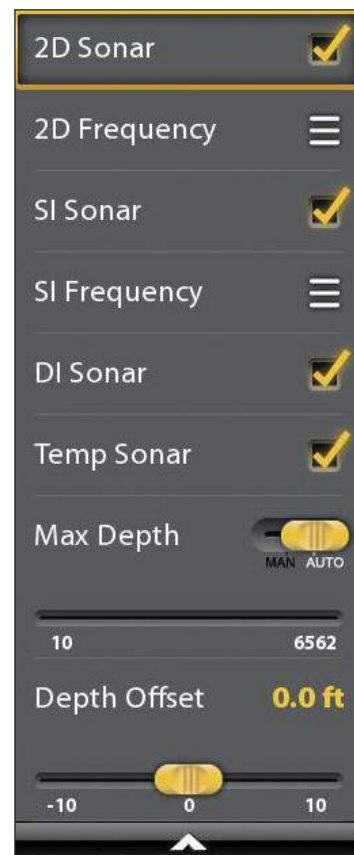 2D Sonar
2D Frequency
SI Sonar
SI Frequency
DI Sonar
Temp Sonar
Max Depth
MAN AUTO
10 6562
Depth Offset 0.0 ft
-10 0 10